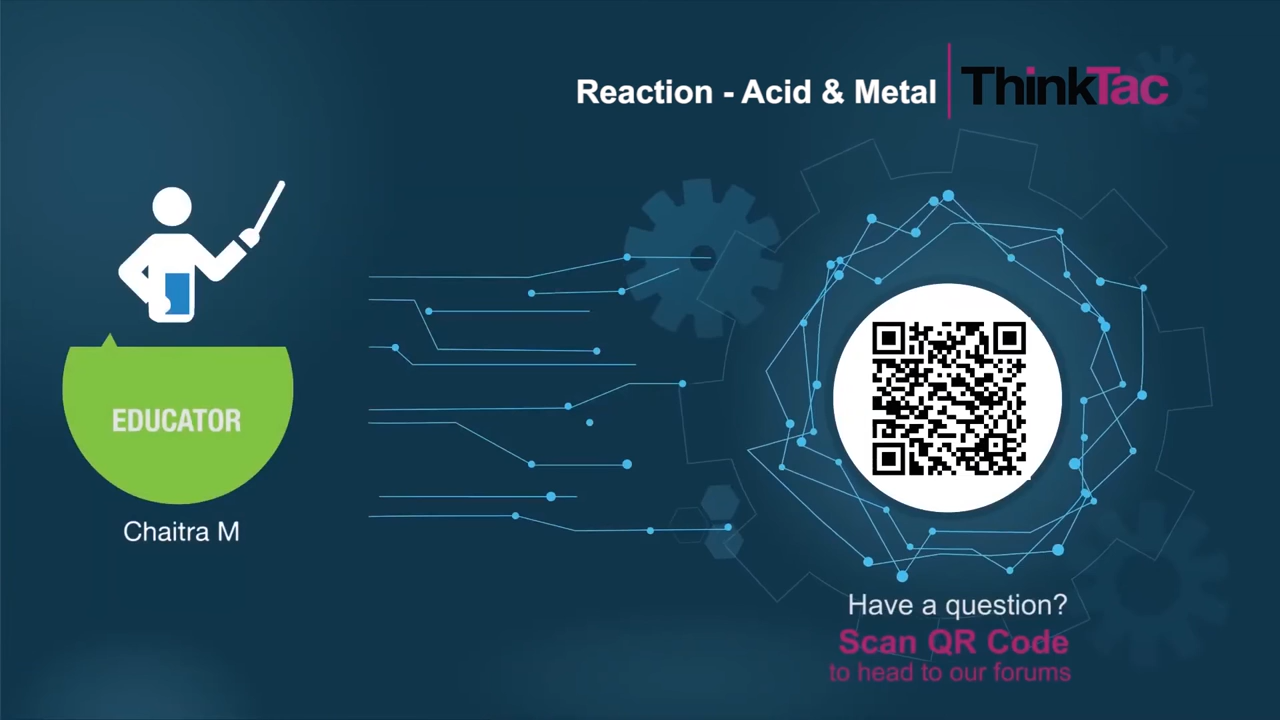 Reaction - Acid & Metal
ThinkTac
EDUCATOR
Chaitra M
Have a question?
Scan QR Code
to head to our forums